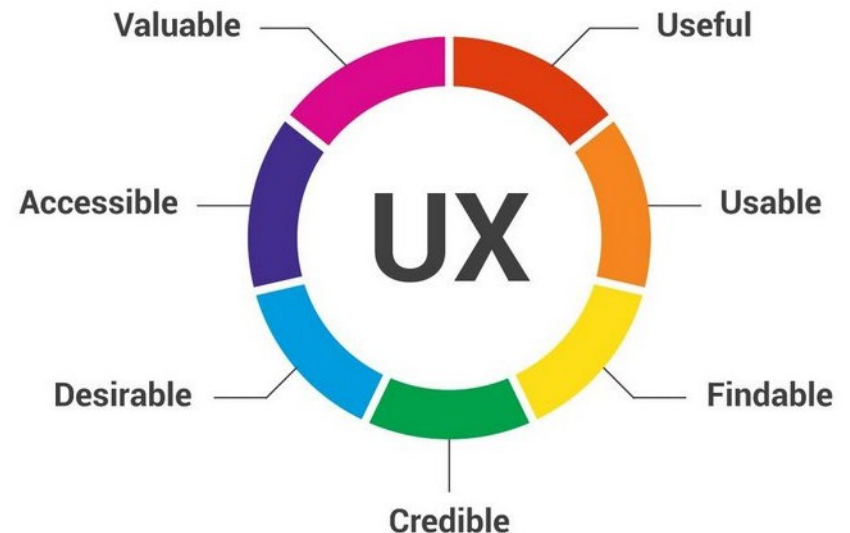 Valuable
Useful
Accessible
UX
Usable
Desirable
Findable
Credible